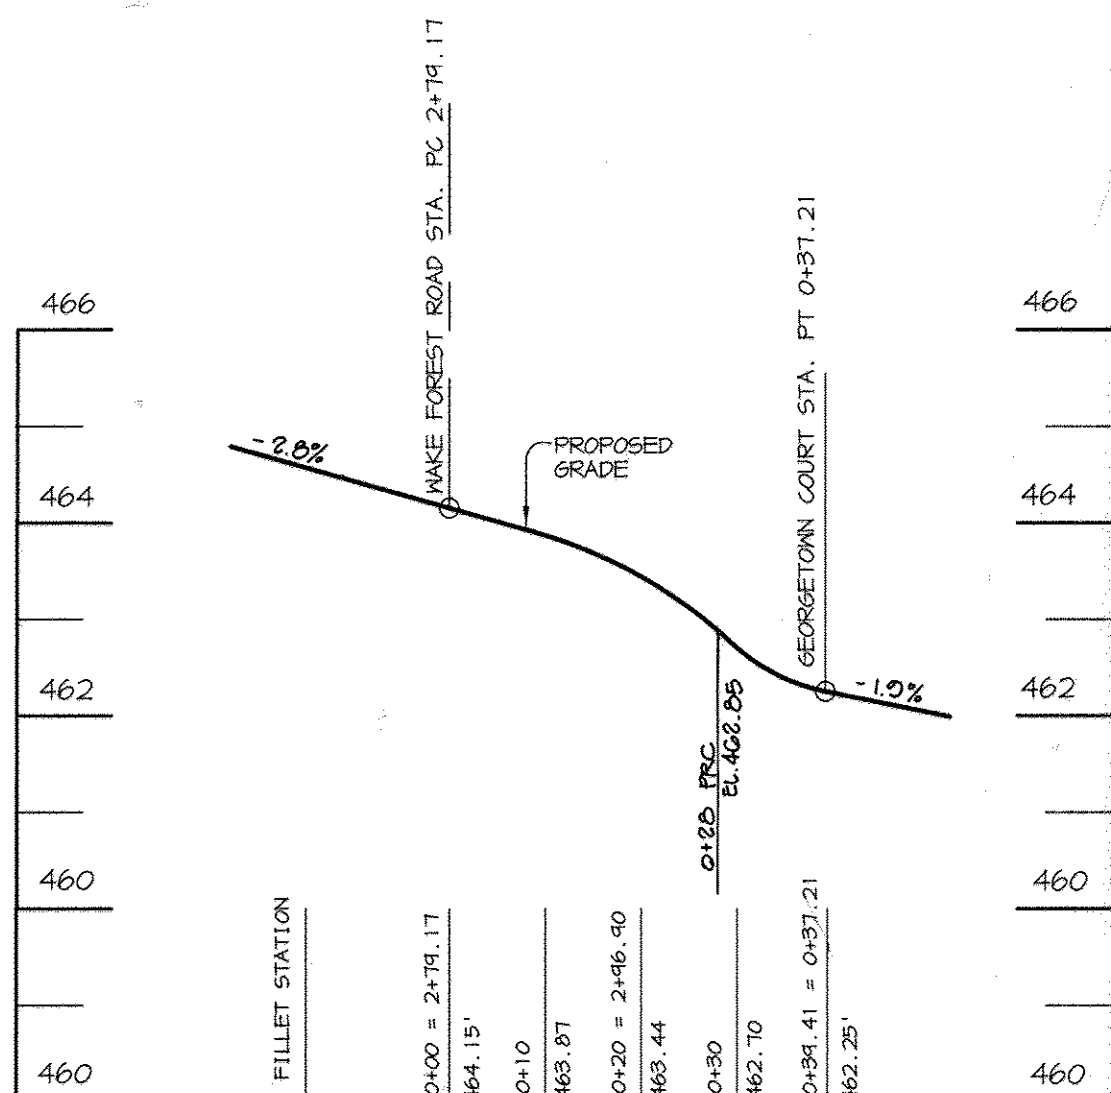 WAKE FOREST ROAD STA. PC 2+79.17
GEORGETOWN COURT STA. PT 0+37.21
466
466
-2.8%
PROPOSED
GRADE
464
464
-1.9%
462
462
0+28 PRC
EL.462.85
460
460
FILLET STATION
0+00 = 2+79.17
464.15'
0+10
463.87
0+20 = 2+96.90
463.44
0+30
462.70
0+39.41 = 0+37.21
462.25'
460
460